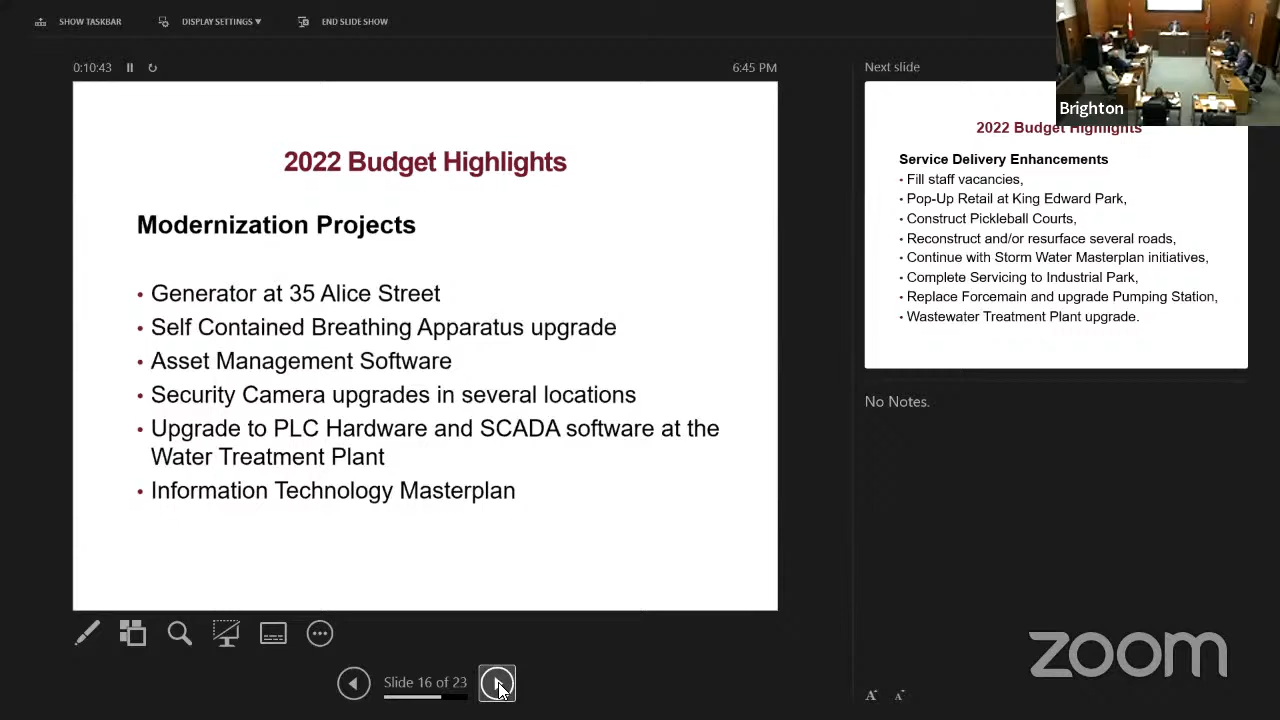 SHOW TASKBAR
DISPLAY SETTINGS ▾
END SLIDE SHOW
0:10:43
6:45 PM
2022 Budget Highlights
Modernization Projects
• Generator at 35 Alice Street
• Self Contained Breathing Apparatus upgrade
• Asset Management Software
• Security Camera upgrades in several locations
• Upgrade to PLC Hardware and SCADA software at the
Water Treatment Plant
• Information Technology Masterplan
Slide 16 of 23
Next slide
Brighton
2022 Budget Highlights
Service Delivery Enhancements
• Fill staff vacancies,
• Pop-Up Retail at King Edward Park,
• Construct Pickleball Courts,
• Reconstruct and/or resurface several roads,
• Continue with Storm Water Masterplan initiatives,
• Complete Servicing to Industrial Park,
• Replace Forcemain and upgrade Pumping Station,
• Wastewater Treatment Plant upgrade.
No Notes.
zoom
A A